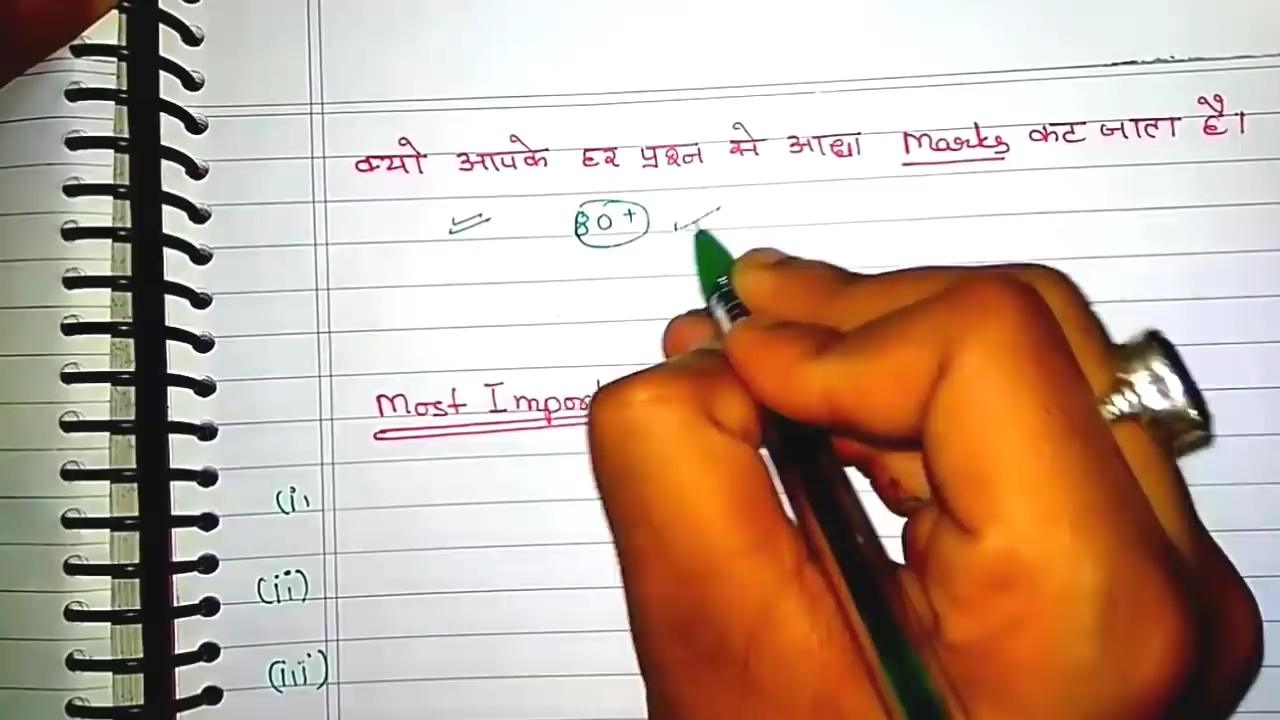 क्यो आपके हर प्रश्न से आधा Marks कट जाता है।
80+
Most Impor
(i)
(ii)
(iii)